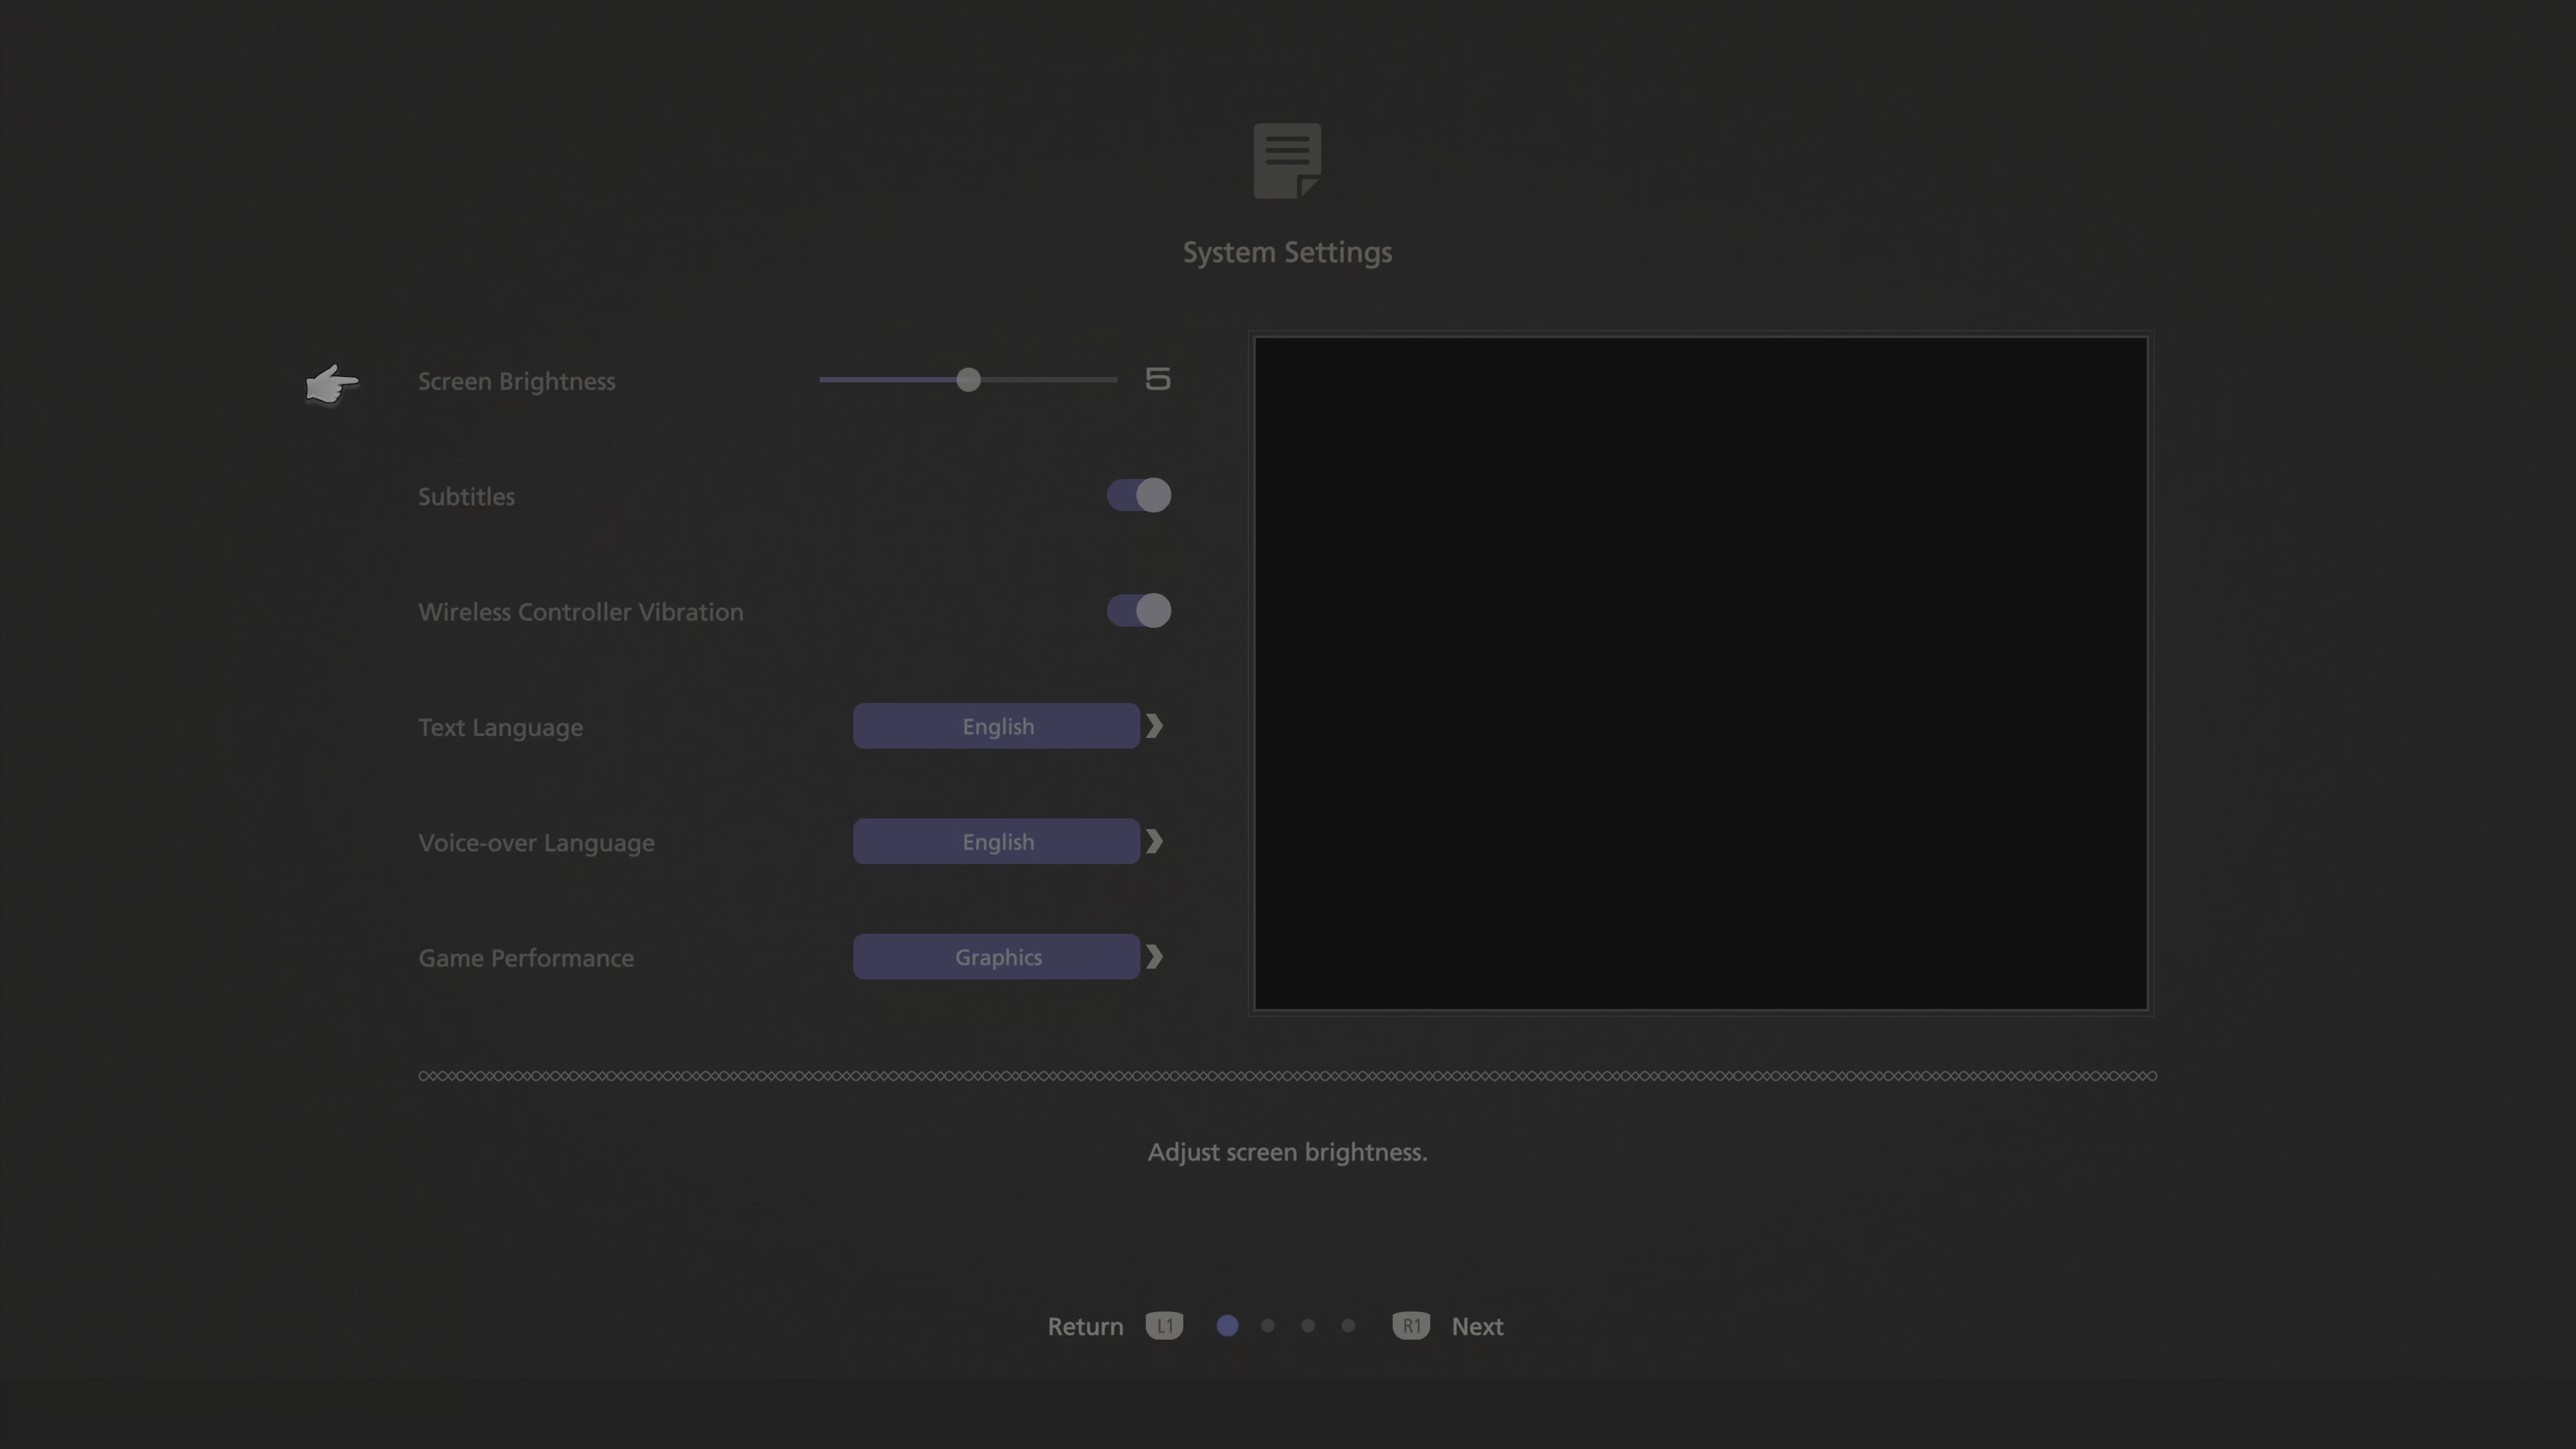 System Settings
Screen Brightness 5
Subtitles
Wireless Controller Vibration
Text Language English
Voice-over Language English
Game Performance Graphics
Adjust screen brightness.
Return L1 R1 Next